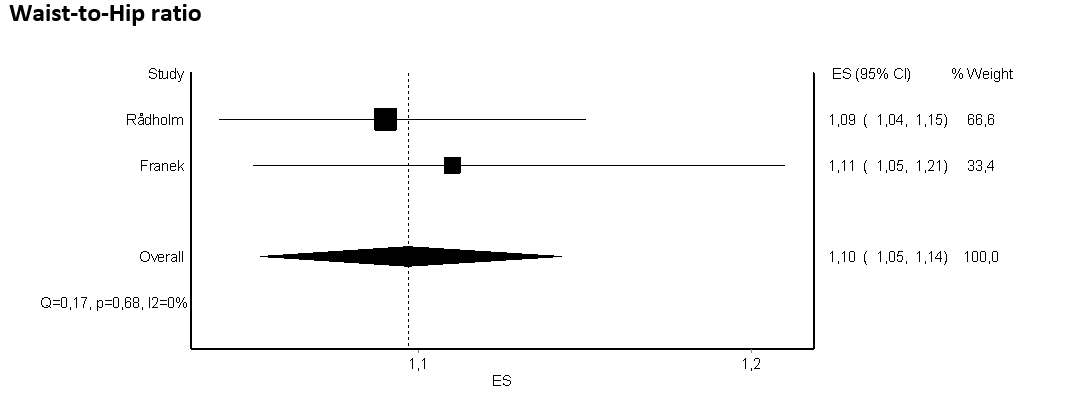 Waist-to-Hip ratio
Study ES (95% CI) % Weight
Rådholm 1,09 ( 1,04, 1,15) 66,6
Franek 1,11 ( 1,05, 1,21) 33,4
Overall 1,10 ( 1,05, 1,14) 100,0
Q=0,17, p=0,68, I2=0%
1,1 1,2
ES